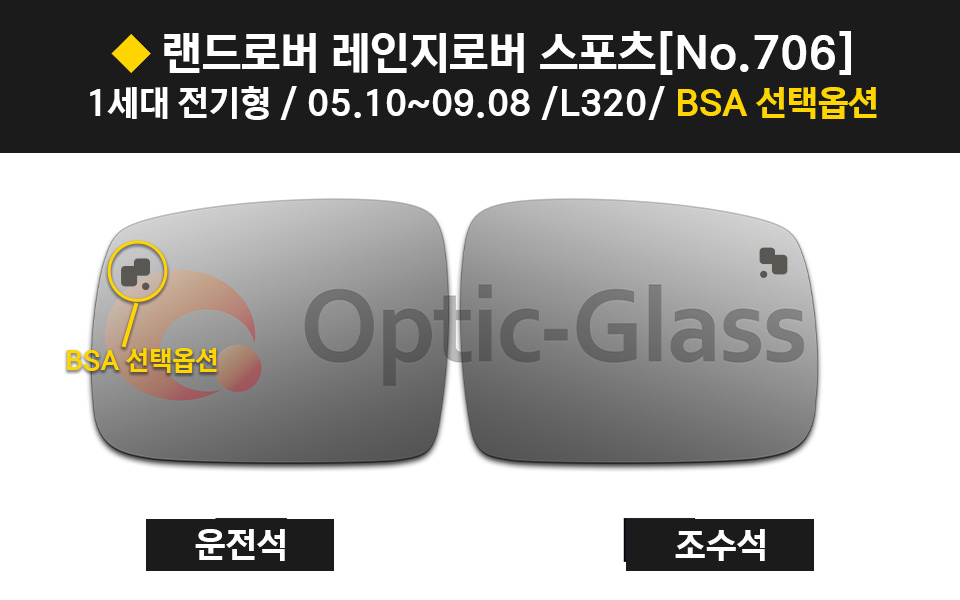 ◆ 랜드로버 레인지로버 스포츠[No.706]
1세대 전기형 / 05.10~09.08 /L320/ BSA 선택옵션
Optic-Glass
BSA 선택옵션
운전석
조수석